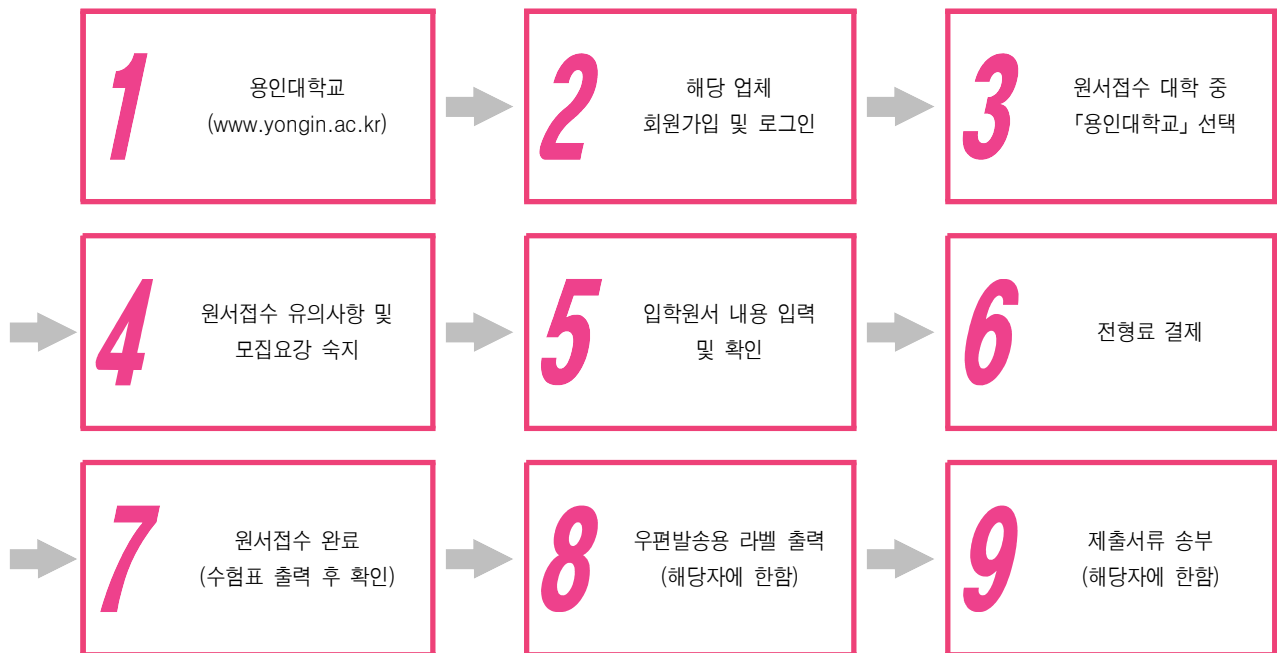 1
용인대학교
(www.yongin.ac.kr)
2
해당 업체
회원가입 및 로그인
3
원서접수 대학 중
「용인대학교」 선택
4
원서접수 유의사항 및
모집요강 숙지
5
입학원서 내용 입력
및 확인
6
전형료 결제
7
원서접수 완료
(수험표 출력 후 확인)
8
우편발송용 라벨 출력
(해당자에 한함)
9
제출서류 송부
(해당자에 한함)